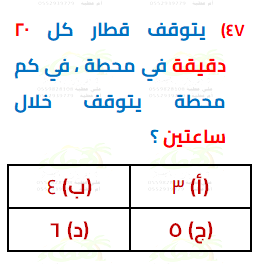 ٤٧) يتوقف قطار كل ٢٠
دقيقة في محطة ، في كم
محطة يتوقف خلال
ساعتين ؟
(أ) ٣ (ب) ٤
(ج) ٥ (د) ٦